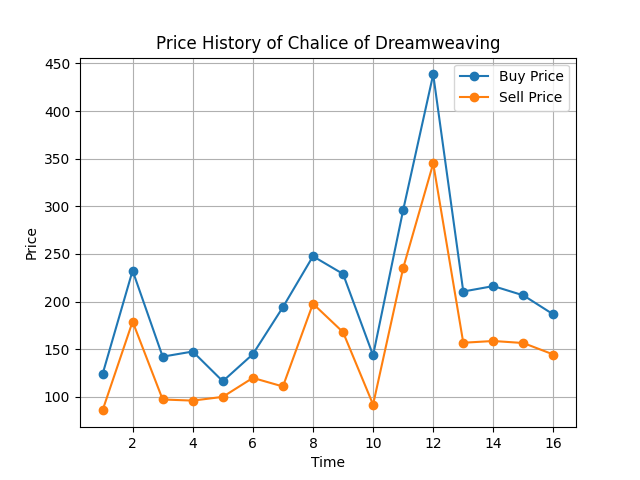 Price History of Chalice of Dreamweaving
Buy Price
Sell Price
450
400
350
300
250
200
150
100
Price
2 4 6 8 10 12 14 16
Time